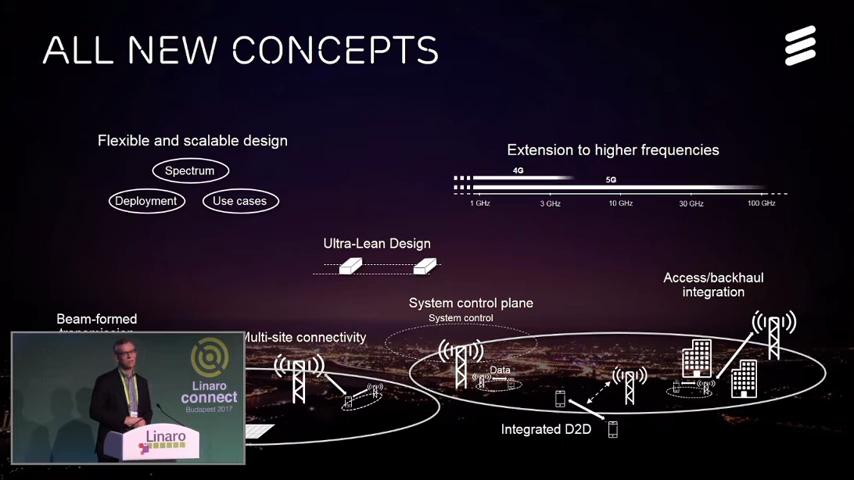 ALL NEW CONCEPTS
Flexible and scalable design
Spectrum
Deployment
Use cases
Extension to higher frequencies
4G
5G
1 GHz
3 GHz
10 GHz
30 GHz
100 GHz
Ultra-Lean Design
Access/backhaul
integration
System control plane
System control
Beam-formed
Multi-site connectivity
Data
Integrated D2D
Linaro
connect
Budapest 2017
Linaro